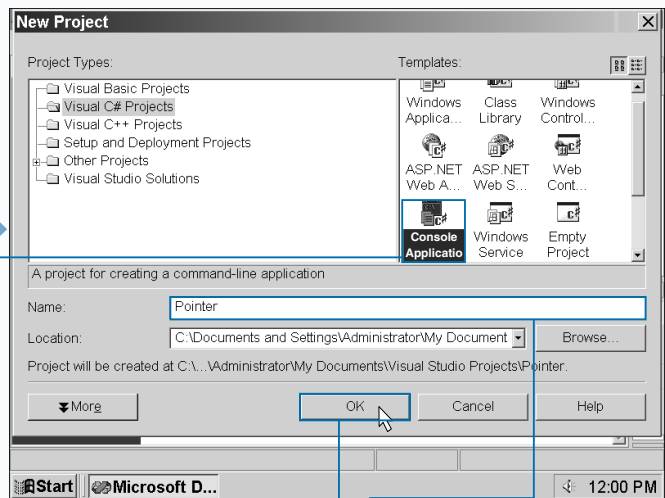 New Project
Project Types:
Templates:
Visual Basic Projects
Visual C# Projects
Visual C++ Projects
Setup and Deployment Projects
Other Projects
Visual Studio Solutions
Windows Applica...
Class Library
Windows Control...
ASP.NET Web A...
ASP.NET Web S...
Web Cont...
Console Applicatio
Windows Service
Empty Project
A project for creating a command-line application
Name:
Pointer
Location:
C:\Documents and Settings\Administrator\My Document
Browse...
Project will be created at C:\...\Administrator\My Documents\Visual Studio Projects\Pointer.
More
OK
Cancel
Help
Start
Microsoft D...
12:00 PM